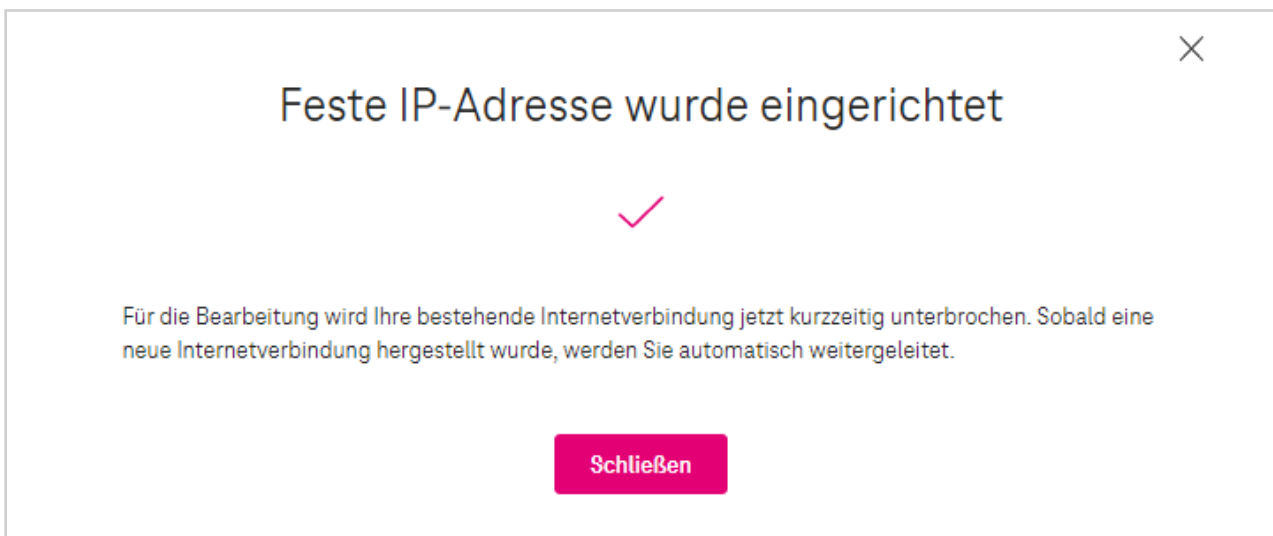 Feste IP-Adresse wurde eingerichtet
Für die Bearbeitung wird Ihre bestehende Internetverbindung jetzt kurzzeitig unterbrochen. Sobald eine
neue Internetverbindung hergestellt wurde, werden Sie automatisch weitergeleitet.
Schließen